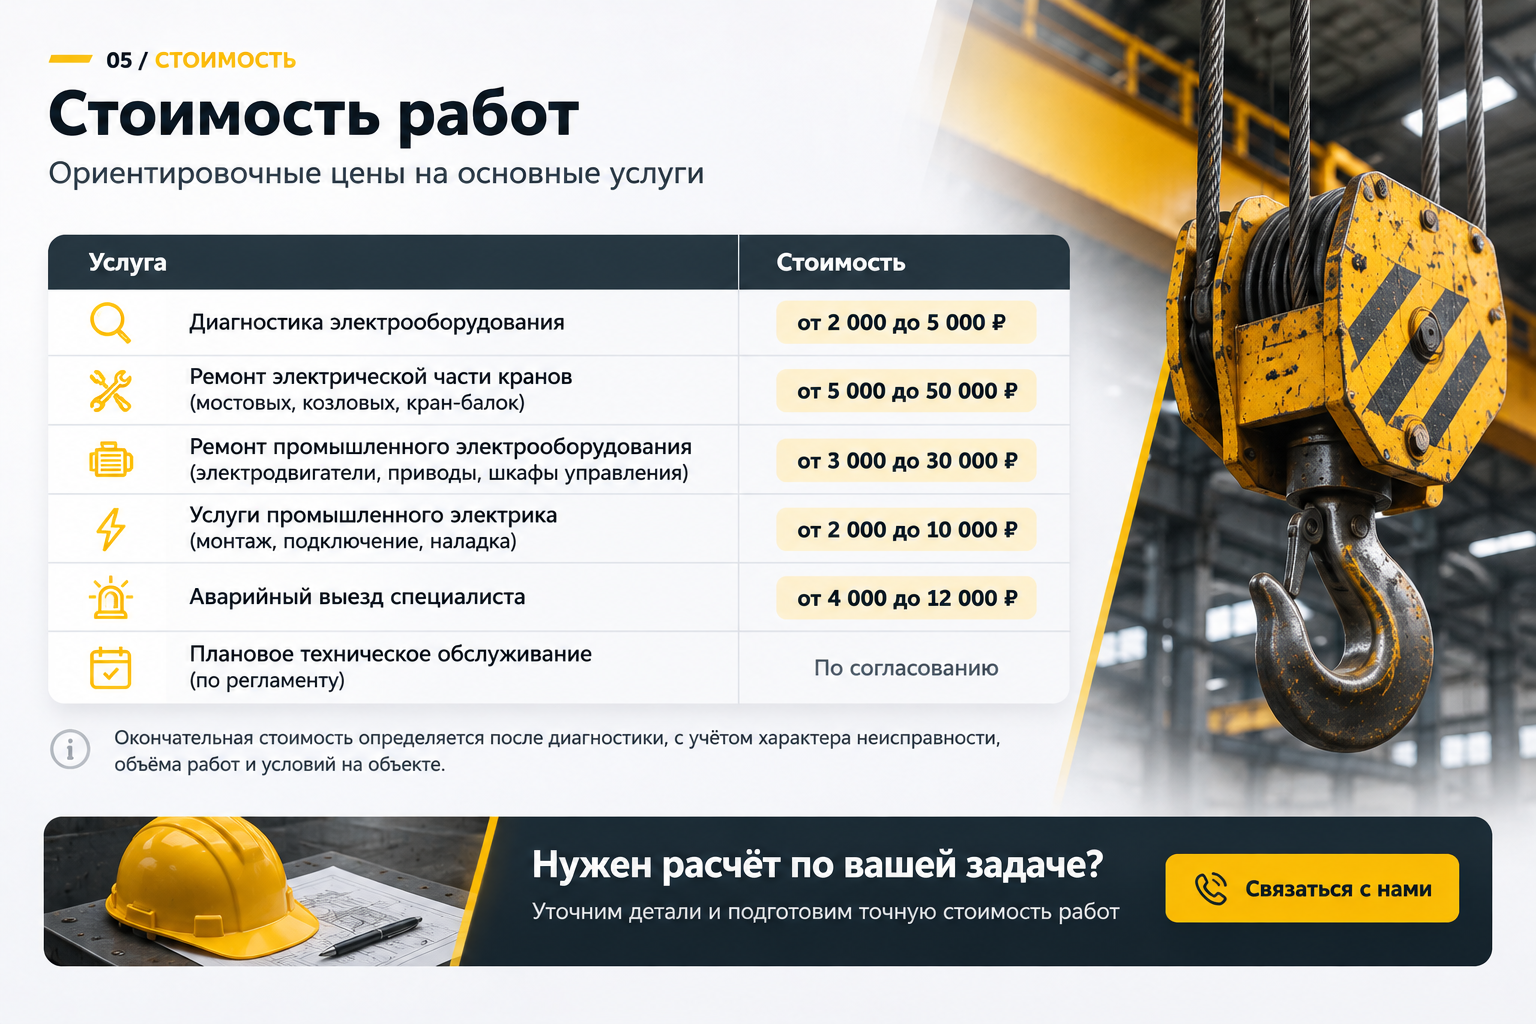 05 / СТОИМОСТЬ
Стоимость работ
Ориентировочные цены на основные услуги
Услуга
Стоимость
Диагностика электрооборудования
от 2 000 до 5 000 ₽
Ремонт электрической части кранов
(мостовых, козловых, кран-балок)
от 5 000 до 50 000 ₽
Ремонт промышленного электрооборудования
(электродвигатели, приводы, шкафы управления)
от 3 000 до 30 000 ₽
Услуги промышленного электрика
(монтаж, подключение, наладка)
от 2 000 до 10 000 ₽
Аварийный выезд специалиста
от 4 000 до 12 000 ₽
Плановое техническое обслуживание
(по регламенту)
По согласованию
Окончательная стоимость определяется после диагностики, с учётом характера неисправности,
объёма работ и условий на объекте.
Нужен расчёт по вашей задаче?
Уточним детали и подготовим точную стоимость работ
Связаться с нами